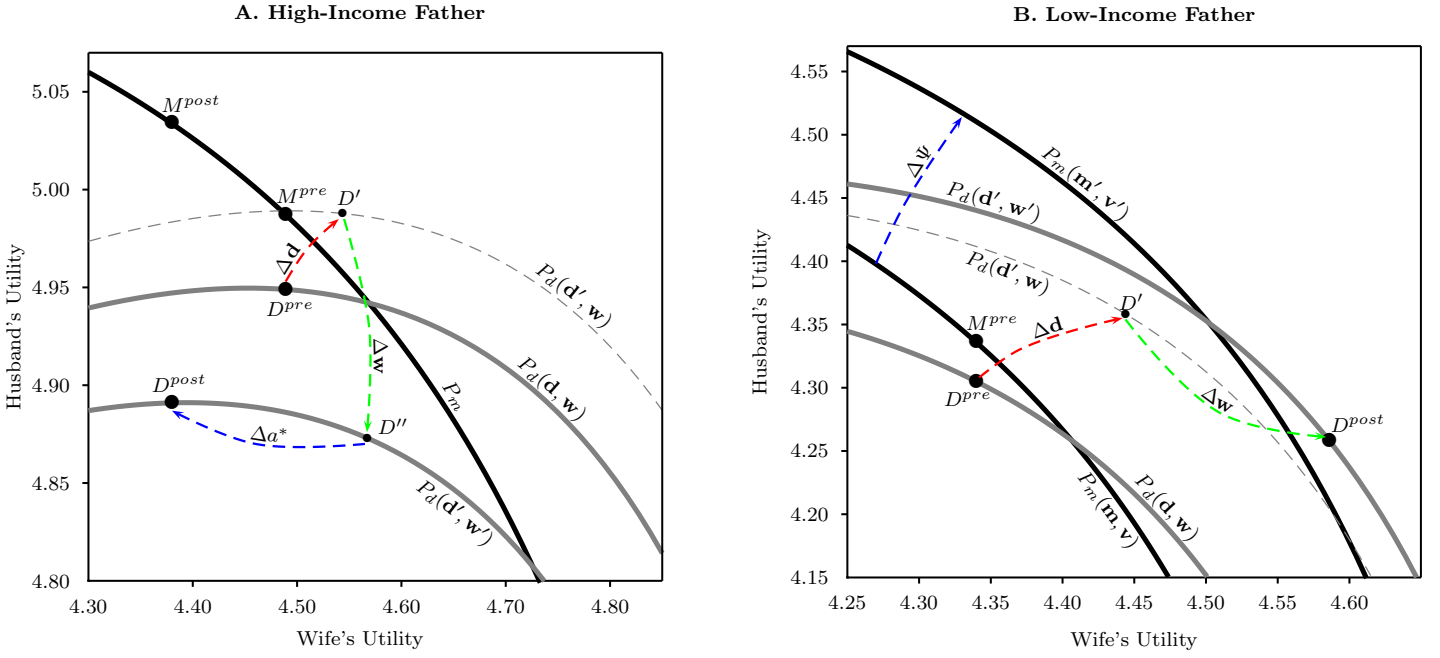 A. High-Income Father
5.05
5.00
4.95
4.90
4.85
4.80
4.30
4.40
4.50
4.60
4.70
4.80
Husband's Utility
Wife's Utility
M^{post}
M^{pre}
D′
Δd
D^{pre}
P_d(d′, w)
Δw
P_d(d, w)
D^{post}
P_m
Δa*
D″
P_d(d′, w′)
B. Low-Income Father
4.55
4.50
4.45
4.40
4.35
4.30
4.25
4.20
4.15
4.25
4.30
4.35
4.40
4.45
4.50
4.55
4.60
Husband's Utility
Wife's Utility
ΔΨ
P_m(m′, v′)
P_d(d′, w′)
P_d(d′, w)
D′
M^{pre}
Δd
D^{pre}
Δw
D^{post}
P_m(m, v)
P_d(d, w)